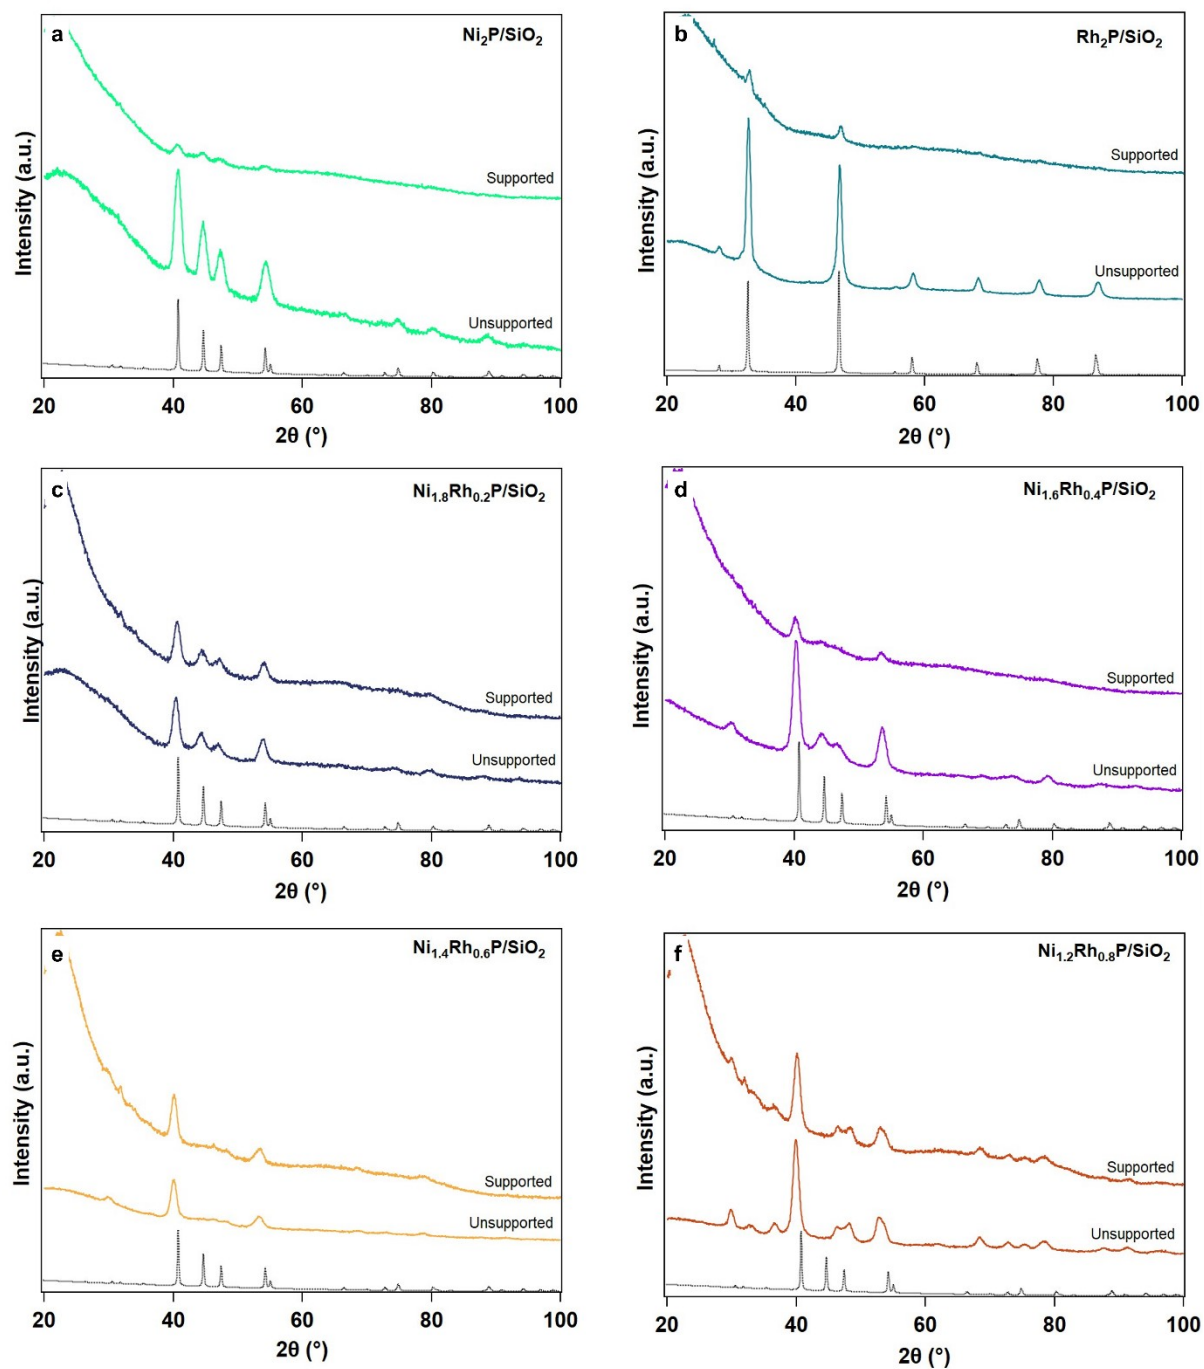 a
Ni₂P/SiO₂
Intensity (a.u.)
Supported
Unsupported
20 40 60 80 100
2θ (°)
b
Rh₂P/SiO₂
Intensity (a.u.)
Supported
Unsupported
20 40 60 80 100
2θ (°)
c
Ni₁.₈Rh₀.₂P/SiO₂
Intensity (a.u.)
Supported
Unsupported
20 40 60 80 100
2θ (°)
d
Ni₁.₆Rh₀.₄P/SiO₂
Intensity (a.u.)
Supported
Unsupported
20 40 60 80 100
2θ (°)
e
Ni₁.₄Rh₀.₆P/SiO₂
Intensity (a.u.)
Supported
Unsupported
20 40 60 80 100
2θ (°)
f
Ni₁.₂Rh₀.₈P/SiO₂
Intensity (a.u.)
Supported
Unsupported
20 40 60 80 100
2θ (°)